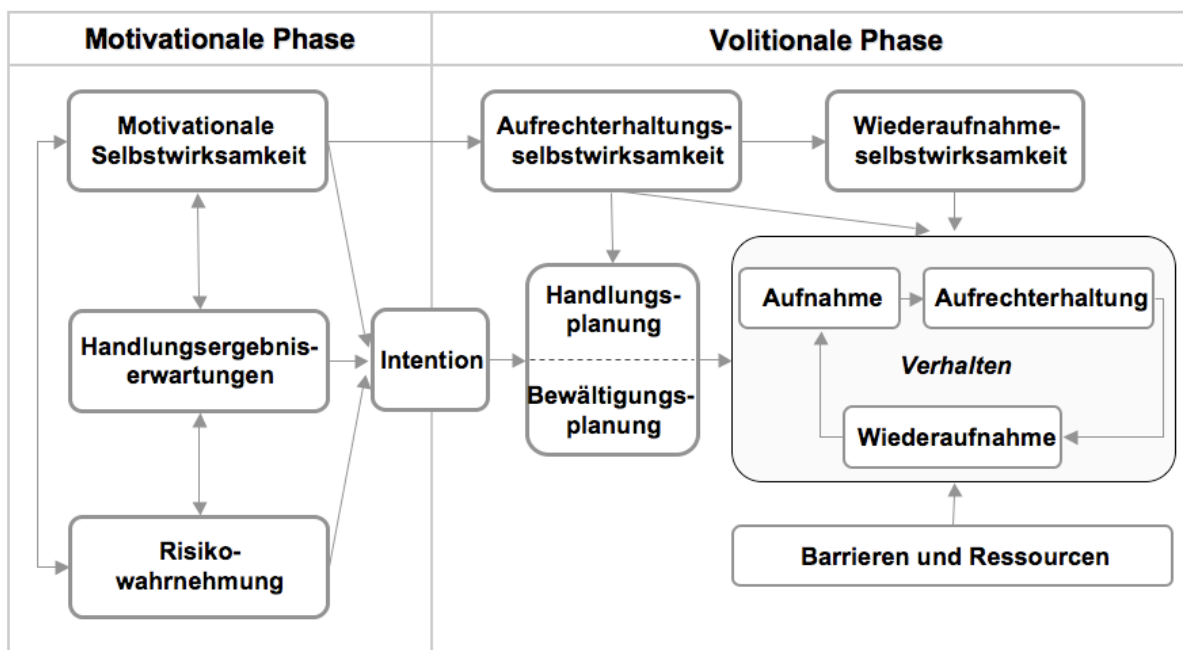 Motivationale Phase
Volitionale Phase
Motivationale
Selbstwirksamkeit
Aufrechterhaltungs-
selbstwirksamkeit
Wiederaufnahme-
selbstwirksamkeit
Handlungsergebnis-
erwartungen
Intention
Handlungs-
planung
Bewältigungs-
planung
Aufnahme
Aufrechterhaltung
Verhalten
Wiederaufnahme
Risiko-
wahrnehmung
Barrieren und Ressourcen